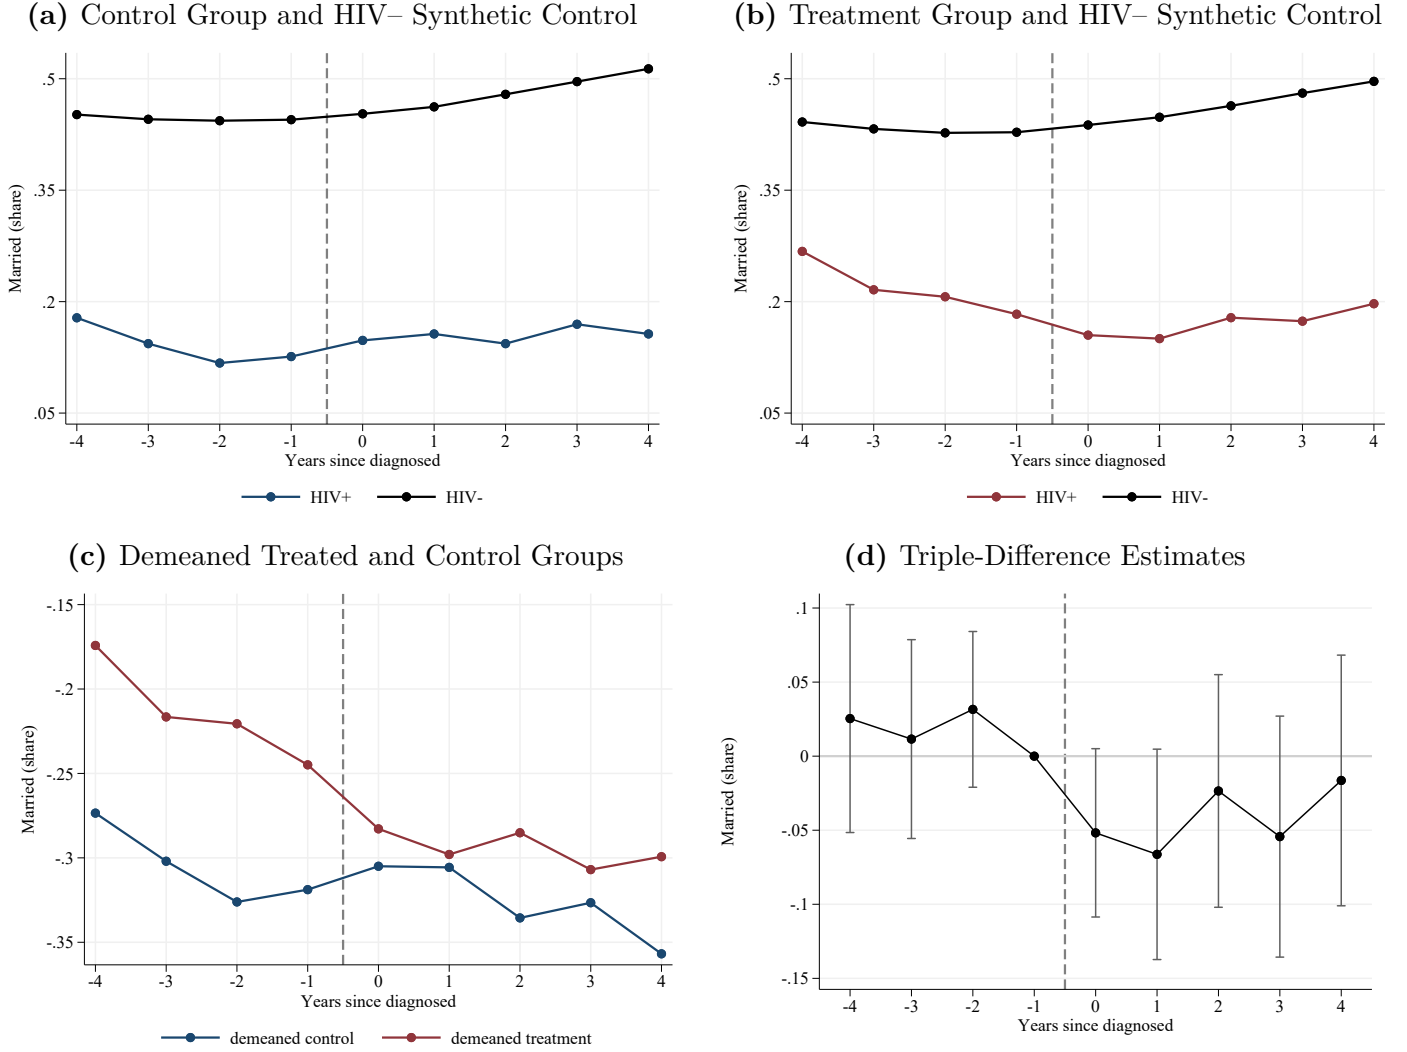 (a) Control Group and HIV– Synthetic Control
Married (share)
.5
.35
.2
.05
-4 -3 -2 -1 0 1 2 3 4
Years since diagnosed
HIV+ HIV-
(b) Treatment Group and HIV– Synthetic Control
Married (share)
.5
.35
.2
.05
-4 -3 -2 -1 0 1 2 3 4
Years since diagnosed
HIV+ HIV-
(c) Demeaned Treated and Control Groups
Married (share)
-.15
-.2
-.25
-.3
-.35
-4 -3 -2 -1 0 1 2 3 4
Years since diagnosed
demeaned control demeaned treatment
(d) Triple-Difference Estimates
Married (share)
.1
.05
0
-.05
-.1
-.15
-4 -3 -2 -1 0 1 2 3 4
Years since diagnosed